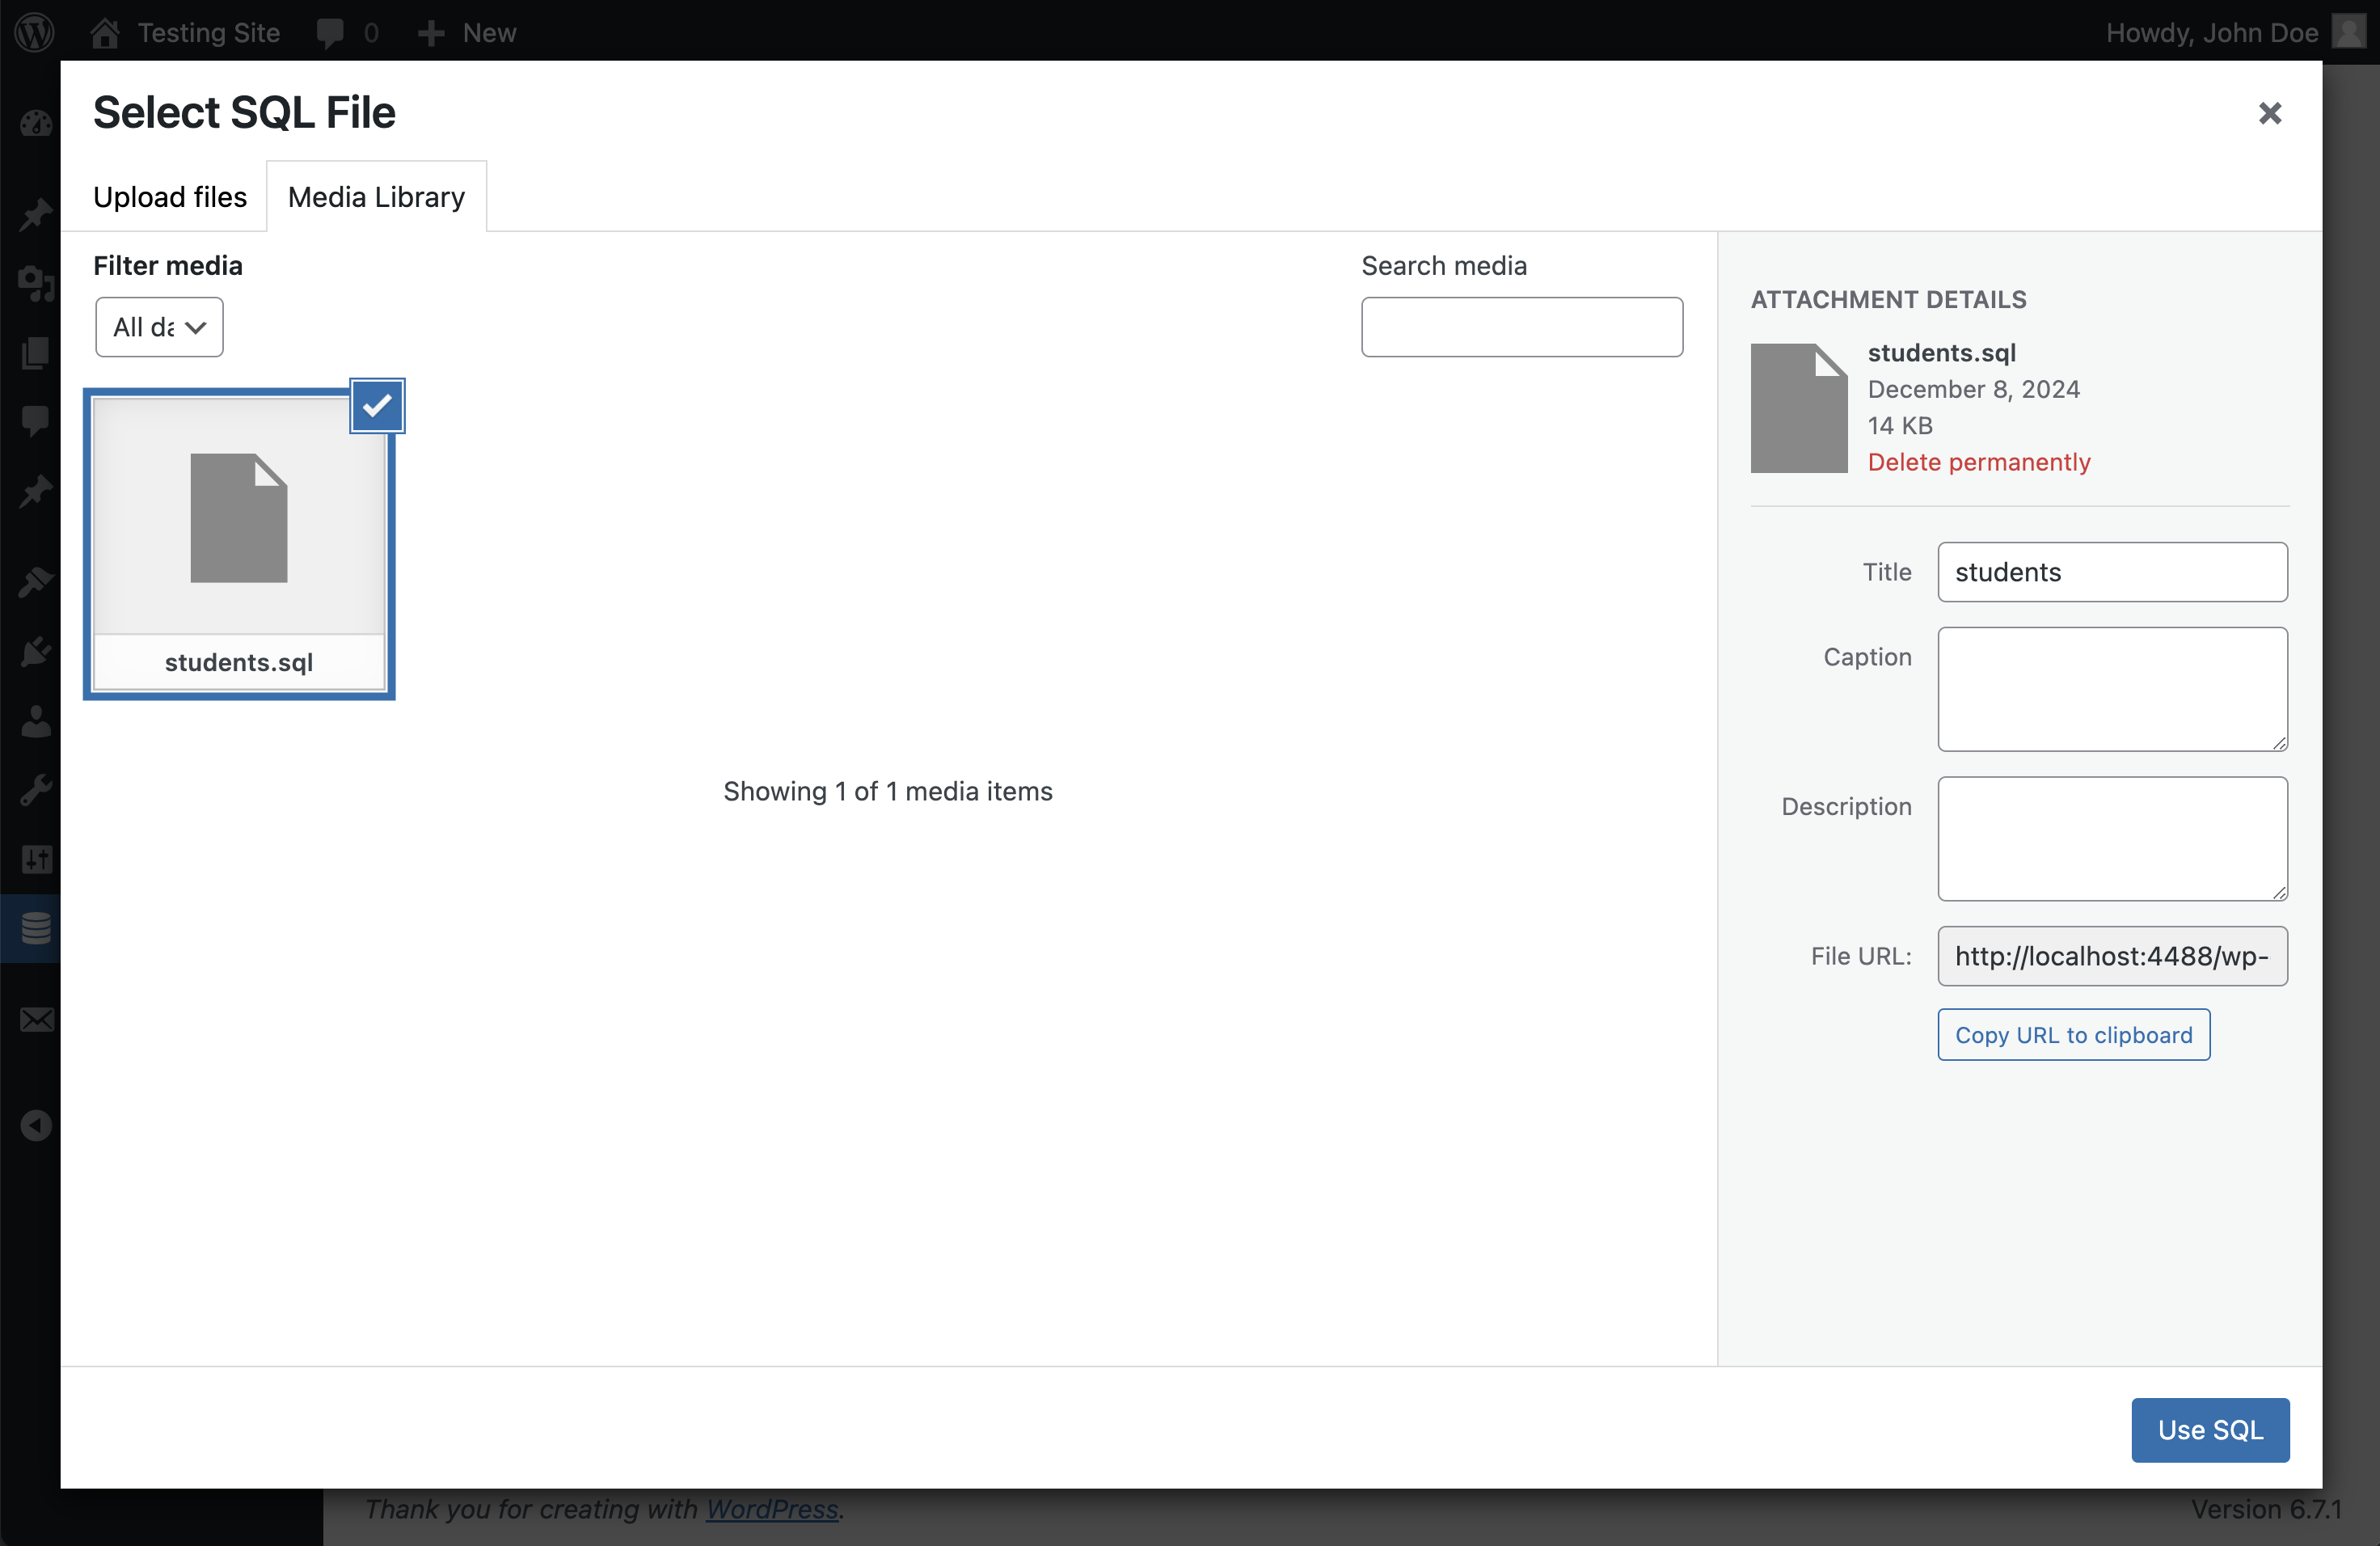 Testing Site 0 New Howdy, John Doe
Select SQL File
Upload files Media Library
Filter media Search media
All da
students.sql
Showing 1 of 1 media items
ATTACHMENT DETAILS
students.sql
December 8, 2024
14 KB
Delete permanently
Title students
Caption
Description
File URL: http://localhost:4488/wp-
Copy URL to clipboard
Use SQL
Thank you for creating with WordPress. Version 6.7.1